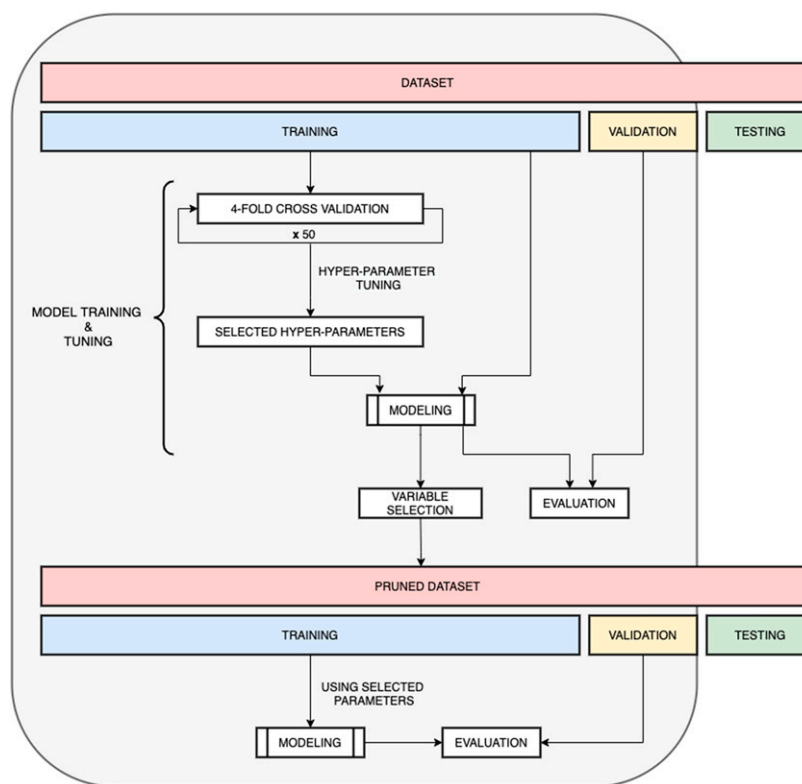 DATASET
TRAINING
VALIDATION
TESTING
4-FOLD CROSS VALIDATION
x 50
HYPER-PARAMETER
TUNING
MODEL TRAINING
&
TUNING
SELECTED HYPER-PARAMETERS
MODELING
VARIABLE
SELECTION
EVALUATION
PRUNED DATASET
TRAINING
VALIDATION
TESTING
USING SELECTED
PARAMETERS
MODELING
EVALUATION